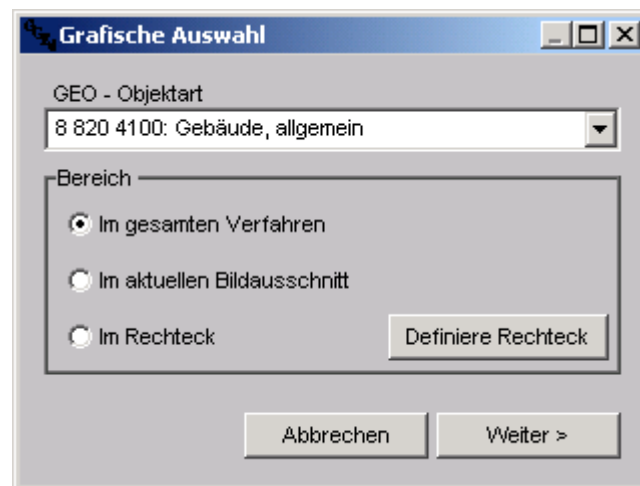 Grafische Auswahl
GEO - Objektart
8 820 4100: Gebäude, allgemein
Bereich
Im gesamten Verfahren
Im aktuellen Bildausschnitt
Im Rechteck
Definiere Rechteck
Abbrechen
Weiter >